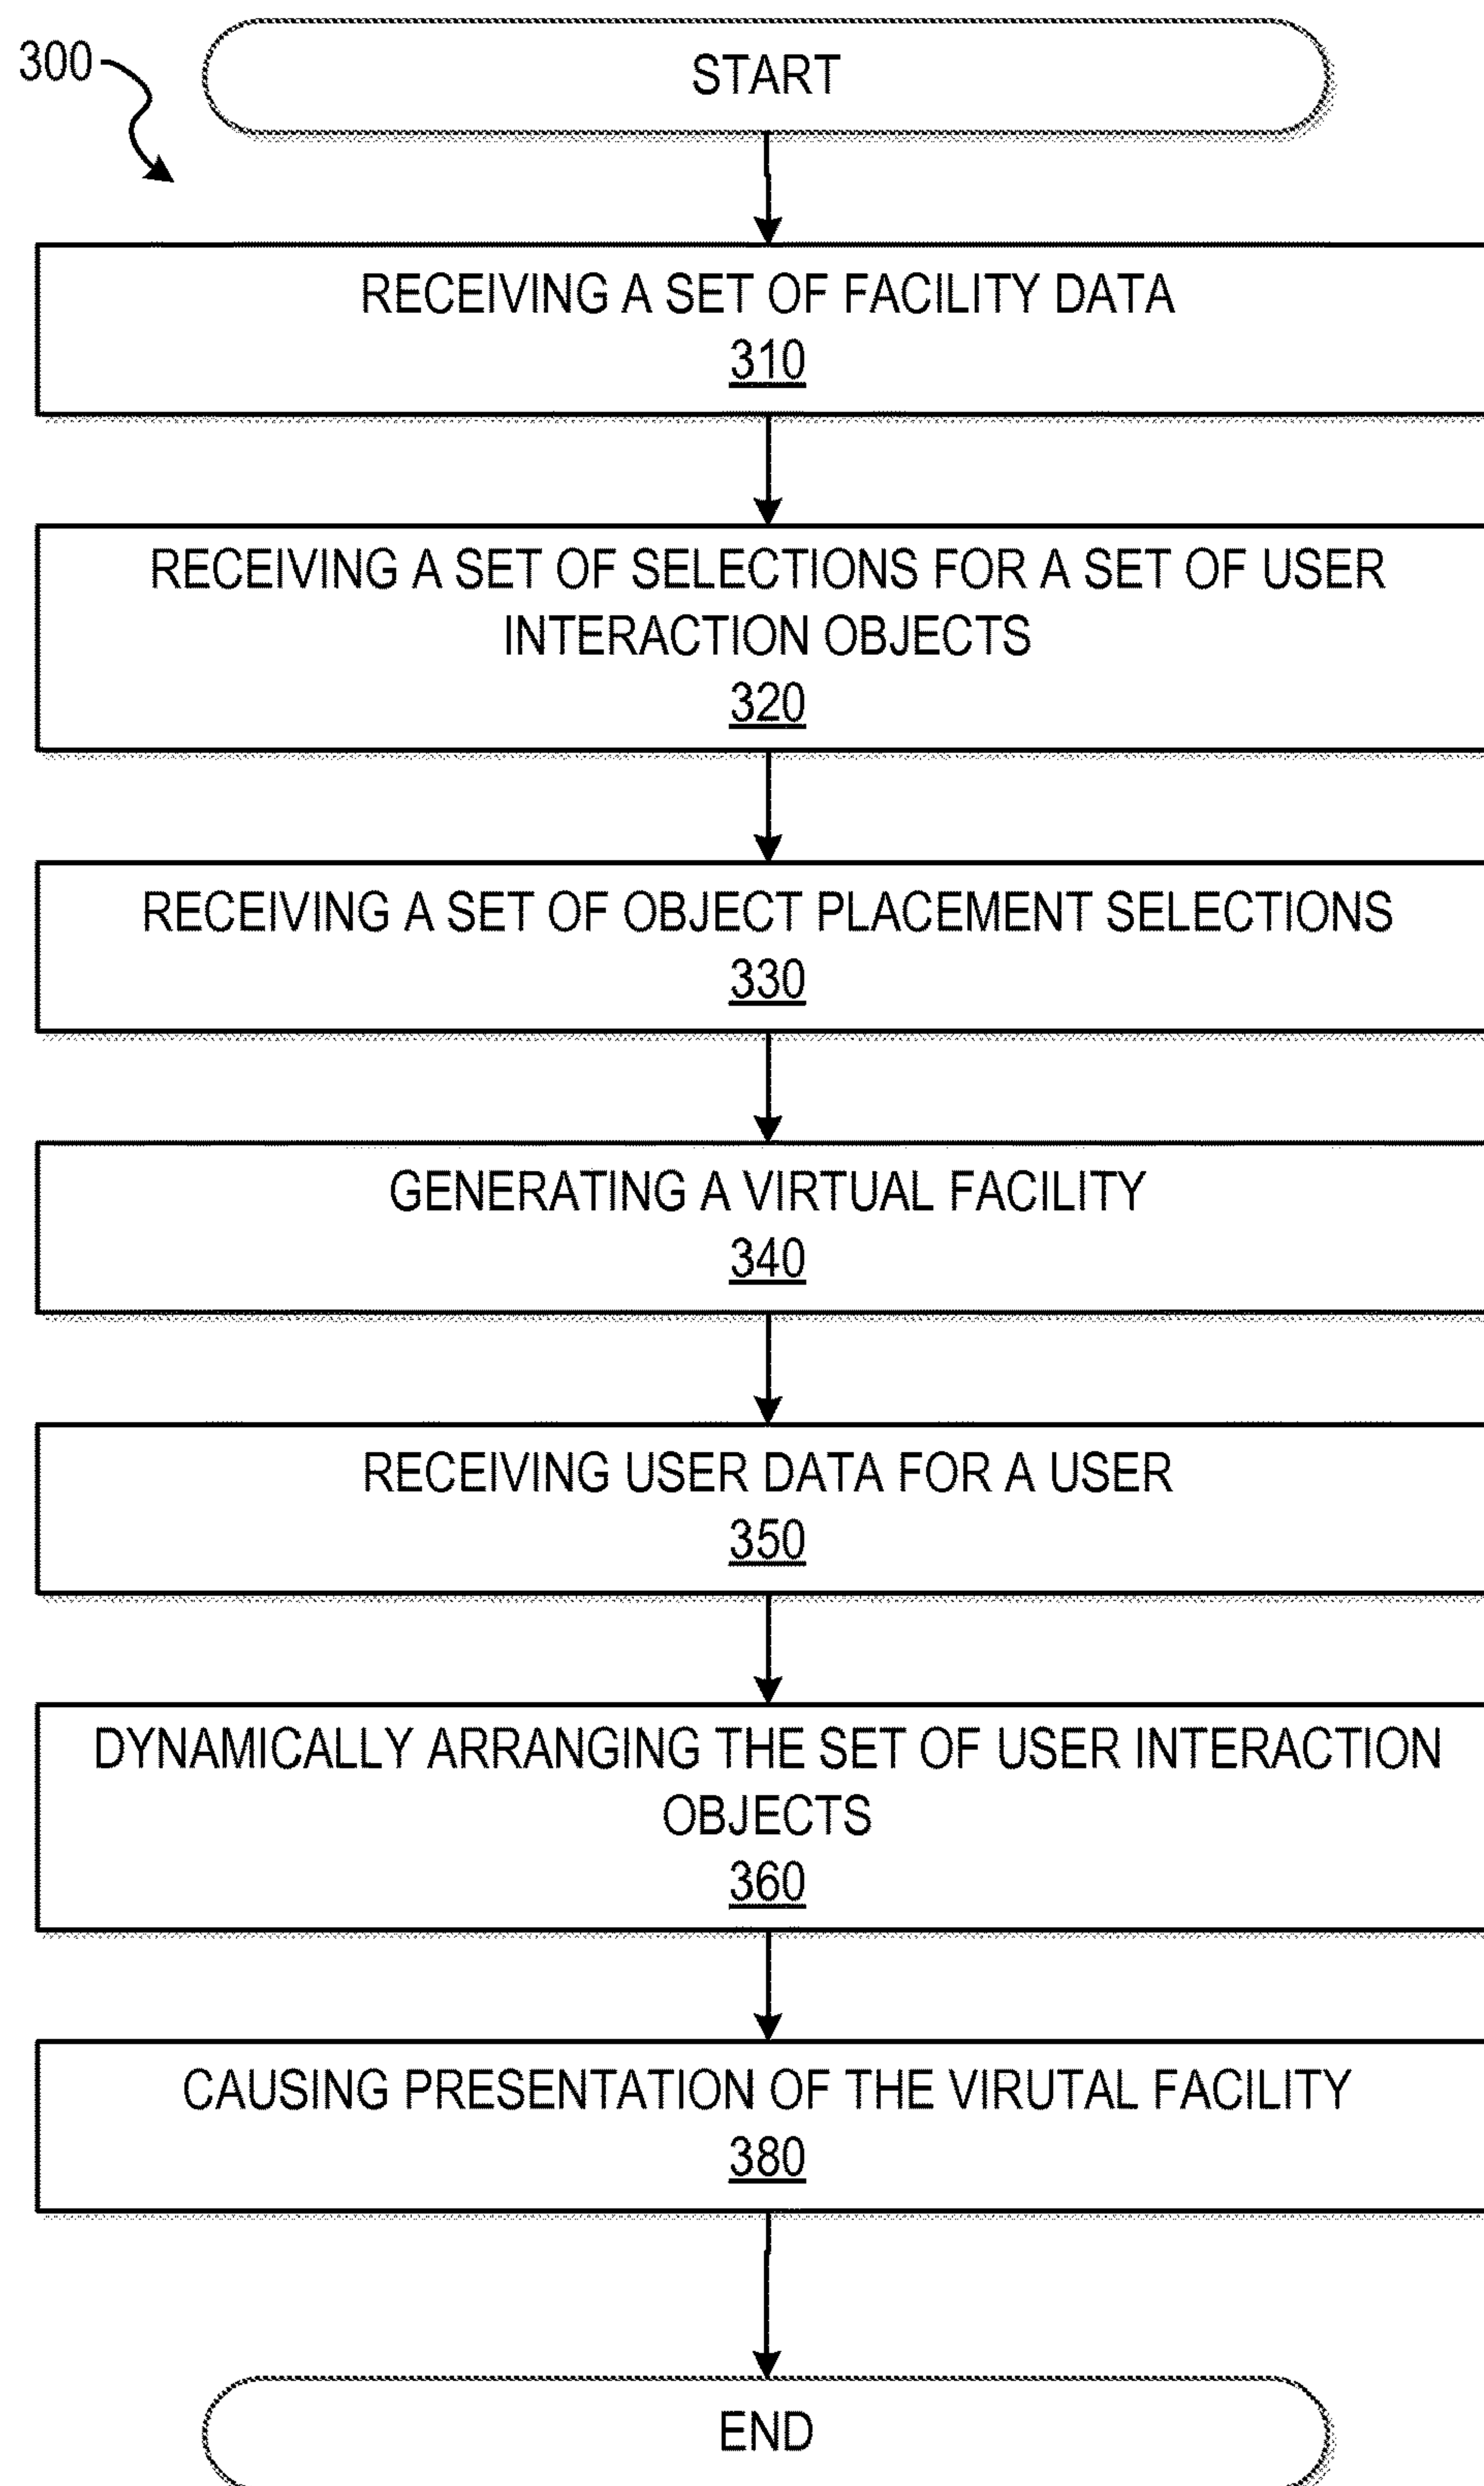 300
START
RECEIVING A SET OF FACILITY DATA
310
RECEIVING A SET OF SELECTIONS FOR A SET OF USER
INTERACTION OBJECTS
320
RECEIVING A SET OF OBJECT PLACEMENT SELECTIONS
330
GENERATING A VIRTUAL FACILITY
340
RECEIVING USER DATA FOR A USER
350
DYNAMICALLY ARRANGING THE SET OF USER INTERACTION
OBJECTS
360
CAUSING PRESENTATION OF THE VIRUTAL FACILITY
380
END